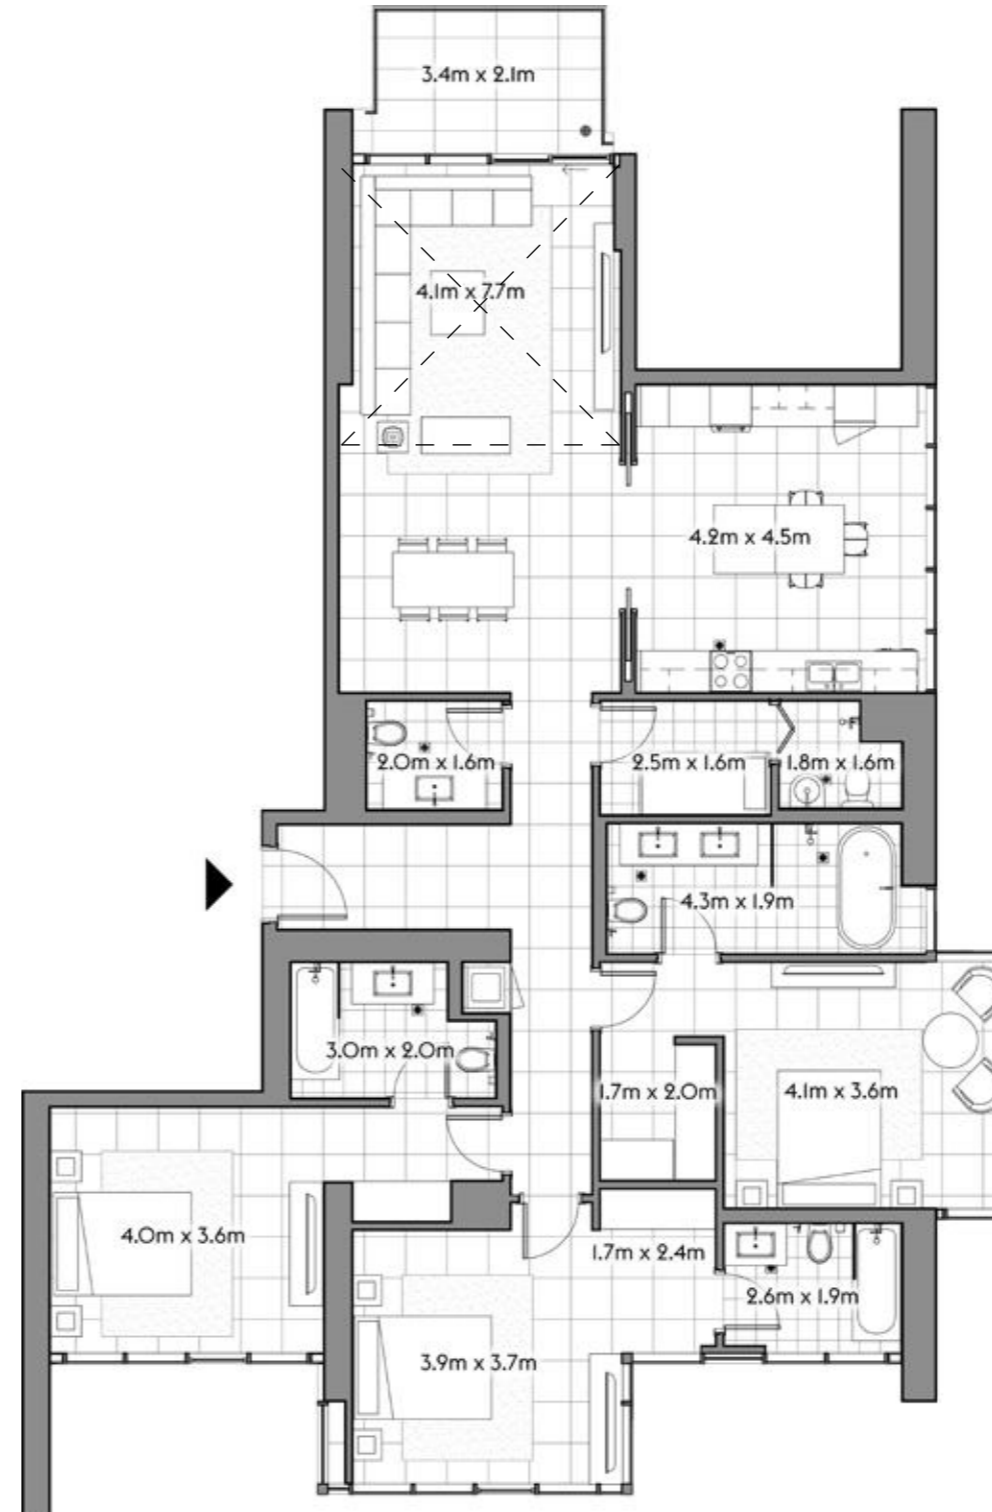 3.4m x 2.1m
4.1m x 7.7m
4.2m x 4.5m
2.0m x 1.6m
2.5m x 1.6m
1.8m x 1.6m
4.3m x 1.9m
3.0m x 2.0m
1.7m x 2.0m
4.1m x 3.6m
4.0m x 3.6m
1.7m x 2.4m
2.6m x 1.9m
3.9m x 3.7m